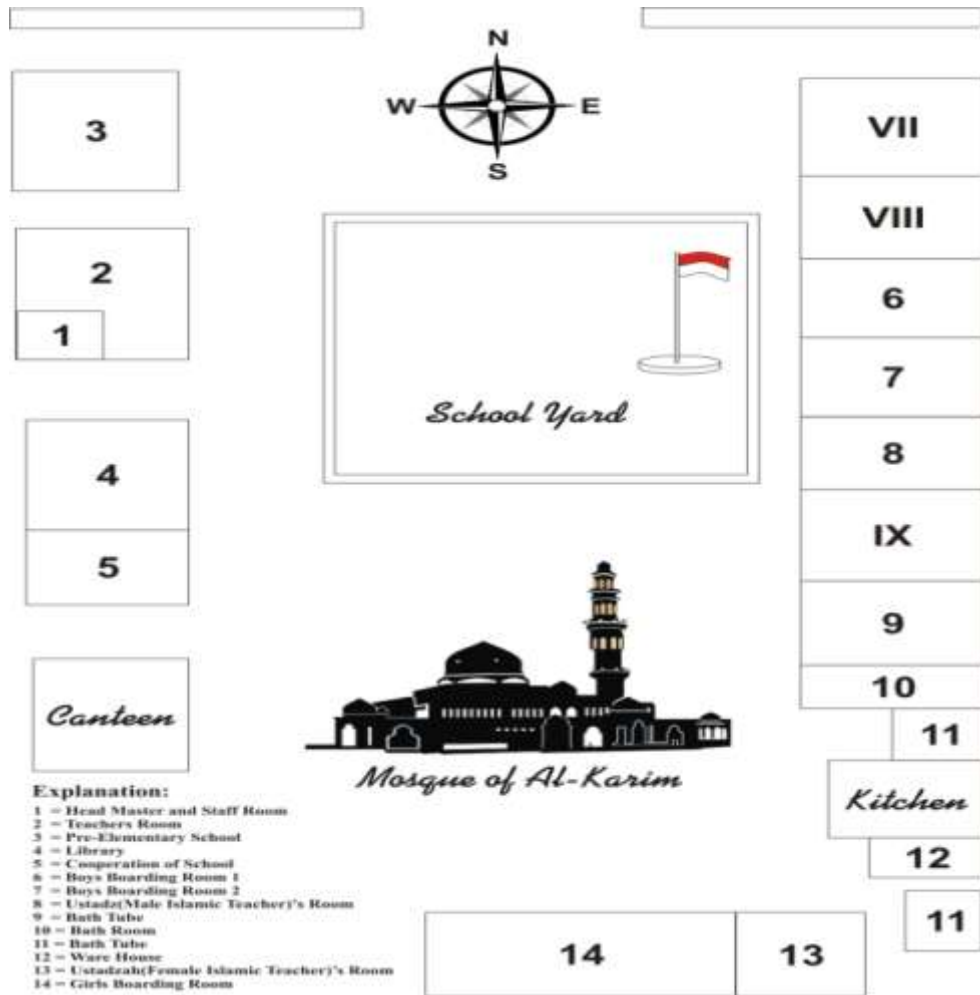 N
W E
S
3
VII
VIII
2
6
1
7
School Yard
4
8
IX
5
9
10
Canteen
11
Mosque of Al-Karim
Kitchen
12
11
14
13
Explanation:
1 = Head Master and Staff Room
2 = Teachers Room
3 = Pre-Elementary School
4 = Library
5 = Cooperation of School
6 = Boys Boarding Room 1
7 = Boys Boarding Room 2
8 = Ustadz(Male Islamic Teacher)'s Room
9 = Bath Tube
10 = Bath Room
11 = Bath Tube
12 = Ware House
13 = Ustadzah(Female Islamic Teacher)'s Room
14 = Girls Boarding Room